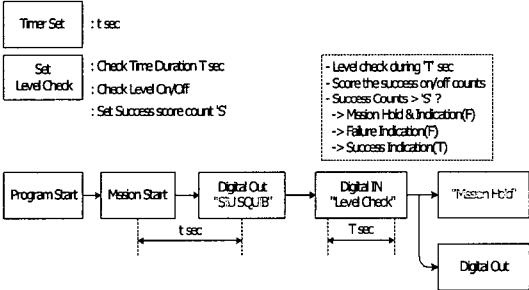 Timer Set
: t sec
Set
Level Check
: Check Time Duration T sec
: Check Level On/Off
: Set Success score count 'S'
- Level check during 'T' sec
- Score the success on/off counts
- Success Counts > 'S' ?
-> Mission Hold & Indication(F)
-> Failure Indication(F)
-> Success Indication(T)
Program Start
Mission Start
Digital Out
SQUIB"
Digital IN
"Level Check"
"Mission Hold"
t sec
T sec
Digital Out